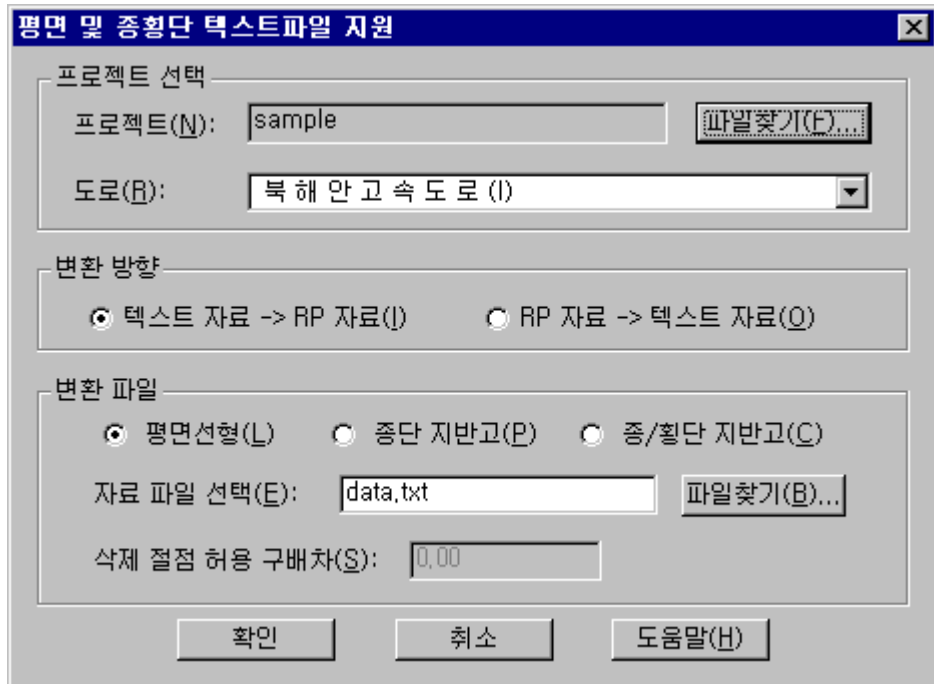 평면 및 종횡단 텍스트파일 지원
프로젝트 선택
프로젝트(N): sample 파일찾기(F)...
도로(R): 북 해 안 고 속 도 로 (I)
변환 방향
텍스트 자료 -> RP 자료(I) RP 자료 -> 텍스트 자료(O)
변환 파일
평면선형(L) 종단 지반고(P) 종/횡단 지반고(C)
자료 파일 선택(E): data.txt 파일찾기(B)...
삭제 절점 허용 구배차(S): 0.00
확인 취소 도움말(H)